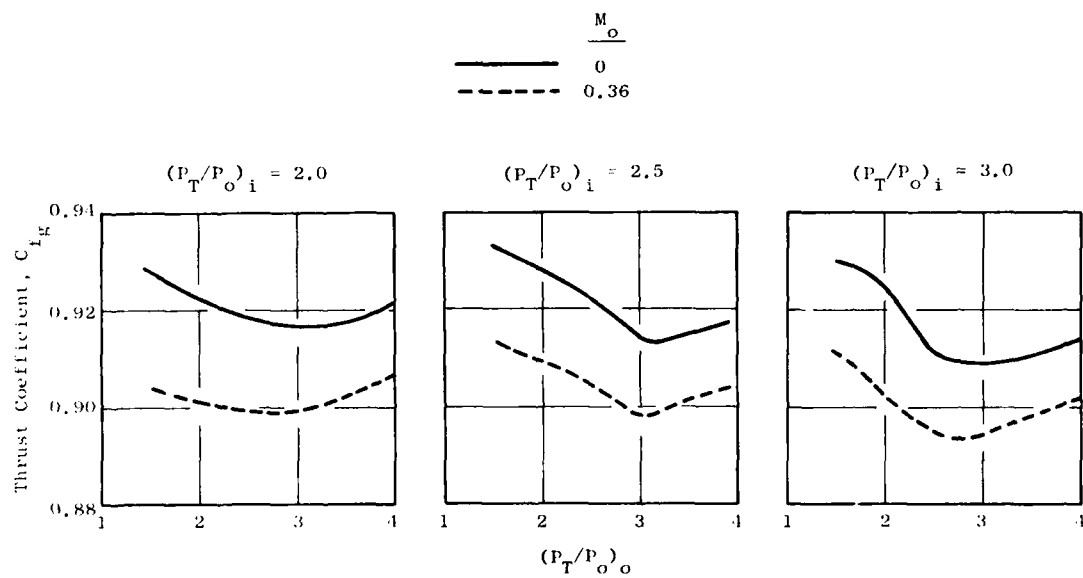 M_o
0
0.36
(P_T/P_o)_i = 2.0
(P_T/P_o)_i = 2.5
(P_T/P_o)_i = 3.0
Thrust Coefficient, C_fg
0.94
0.92
0.90
0.88
1 2 3 4
1 2 3 4
1 2 3 4
(P_T/P_o)_o